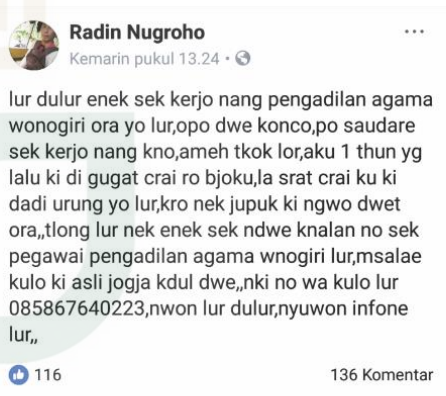 Radin Nugroho
Kemarin pukul 13.24 ·
lur dulur enek sek kerjo nang pengadilan agama
wonogiri ora yo lur,opo dwe konco,po saudare
sek kerjo nang kno,ameh tkok lor,aku 1 thun yg
lalu ki di gugat crai ro bjoku,la srat crai ku ki
dadi urung yo lur,kro nek jupuk ki ngwo dwet
ora,,tlong lur nek enek sek ndwe knalan no sek
pegawai pengadilan agama wnogiri lur,msalae
kulo ki asli jogja kdul dwe,,nki no wa kulo lur
085867640223,nwon lur dulur,nyuwon infone
lur,,
116
136 Komentar